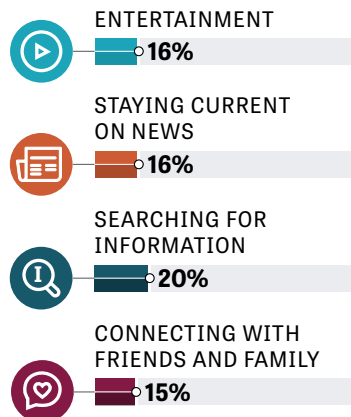 ENTERTAINMENT
16%
STAYING CURRENT
ON NEWS
16%
SEARCHING FOR
INFORMATION
I
20%
CONNECTING WITH
FRIENDS AND FAMILY
15%